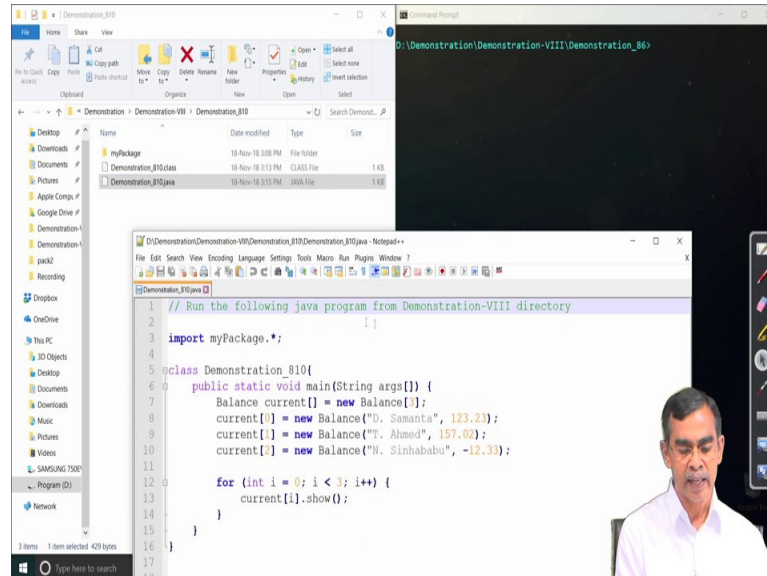 Demonstration_810
File Home Share View
Pin to Quick access
Copy
Paste
Cut
Copy path
Paste shortcut
Move to
Copy to
Delete
Rename
New folder
Properties
Open
Edit
History
Select all
Select none
Invert selection
Clipboard Organize New Open Select
« Demonstration > Demonstration-VIII > Demonstration_810
Search Demonst...
Name Date modified Type Size
myPackage 18-Nov-18 3:08 PM File folder
Demonstration_810.class 18-Nov-18 3:13 PM CLASS File 1 KB
Demonstration_810.java 18-Nov-18 3:15 PM JAVA File 1 KB
Desktop
Downloads
Documents
Pictures
Apple Compu
Google Drive
Demonstration-V
Demonstration-V
pack2
Recording
Dropbox
OneDrive
This PC
3D Objects
Desktop
Documents
Downloads
Music
Pictures
Videos
SAMSUNG 750E
Program (D:)
Network
3 items 1 item selected 429 bytes
Type here to search
Command Prompt
D:\Demonstration\Demonstration-VIII\Demonstration_86>
D:\Demonstration\Demonstration-VIII\Demonstration_810\Demonstration_810.java - Notepad++
File Edit Search View Encoding Language Settings Tools Macro Run Plugins Window ?
X
Demonstration_810.java
1 // Run the following java program from Demonstration-VIII directory
2
3 import myPackage.*;
4
5 class Demonstration_810{
6 public static void main(String args[]) {
7 Balance current[] = new Balance[3];
8 current[0] = new Balance("D. Samanta", 123.23);
9 current[1] = new Balance("T. Ahmed", 157.02);
10 current[2] = new Balance("N. Sinhababu", -12.33);
11
12 for (int i = 0; i < 3; i++) {
13 current[i].show();
14 }
15 }
16 }
17